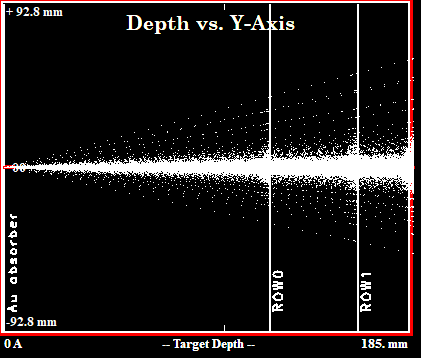 + 92.8 mm
Depth vs. Y-Axis
Au absorber
ROW0
ROW1
-92.8 mm
0 A
-- Target Depth --
185. mm